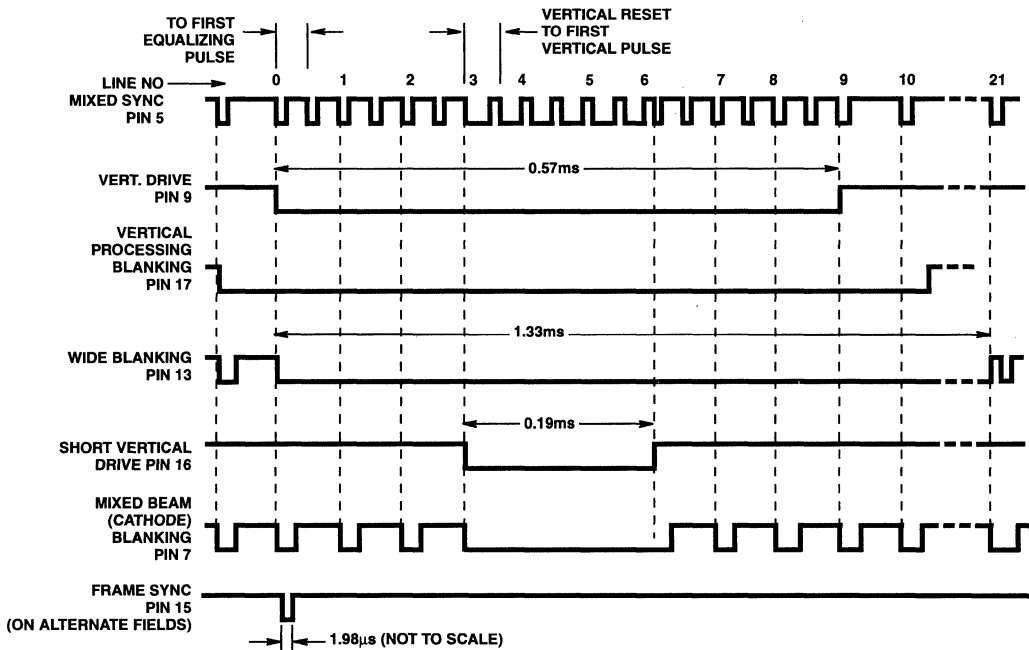 TO FIRST
EQUALIZING
PULSE
VERTICAL RESET
TO FIRST
VERTICAL PULSE
LINE NO
0 1 2 3 4 5 6 7 8 9 10 21
MIXED SYNC
PIN 5
0.57ms
VERT. DRIVE
PIN 9
VERTICAL
PROCESSING
BLANKING
PIN 17
1.33ms
WIDE BLANKING
PIN 13
0.19ms
SHORT VERTICAL
DRIVE PIN 16
MIXED BEAM
(CATHODE)
BLANKING
PIN 7
FRAME SYNC
PIN 15
(ON ALTERNATE FIELDS)
1.98μs (NOT TO SCALE)